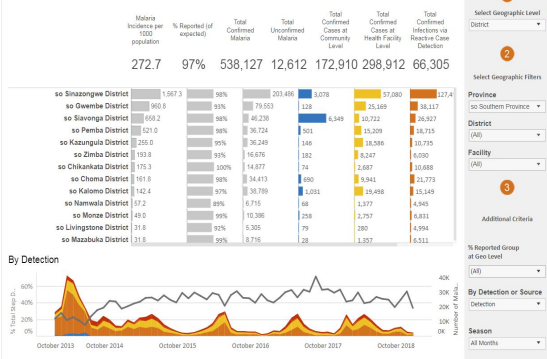 Malaria Incidence per 1000 population
% Reported (of expected)
Total Confirmed Malaria
Total Unconfirmed Malaria
Total Confirmed Cases at Community Level
Total Confirmed Cases at Health Facility Level
Total Confirmed Infections via Reactive Case Detection
272.7 97% 538,127 12,612 172,910 298,912 66,305
so Sinazongwe District 1,567.3 98% 203,486 3,078 57,080 127,4
so Gwembe District 960.8 93% 79,553 128 25,169 38,117
so Siavonga District 658.2 98% 46,238 6,349 10,722 26,927
so Pemba District 521.0 98% 36,724 501 15,209 18,715
so Kazungula District 255.0 95% 36,249 146 18,586 10,735
so Zimba District 193.8 93% 16,676 182 8,247 6,030
so Chikankata District 175.3 100% 14,877 74 2,687 10,688
so Choma District 161.8 98% 34,413 690 9,941 21,773
so Kalomo District 142.4 97% 38,789 1,031 19,498 15,149
so Namwala District 57.2 89% 6,715 68 1,377 4,945
so Monze District 49.0 99% 10,386 258 2,757 6,831
so Livingstone District 31.8 92% 5,305 79 280 4,994
so Mazabuka District 31.8 99% 8,716 28 1,357 6,511
By Detection
% Total Step D...
60%
40%
20%
0%
40K
30K
20K
10K
0K
Number of Mala..
October 2013 October 2014 October 2015 October 2016 October 2017 October 2018
Select Geographic Level
District
2
Select Geographic Filters
Province
so Southern Province
District
(All)
Facility
(All)
3
Additional Criteria
% Reported Group
at Geo Level
(All)
By Detection or Source
Detection
Season
All Months